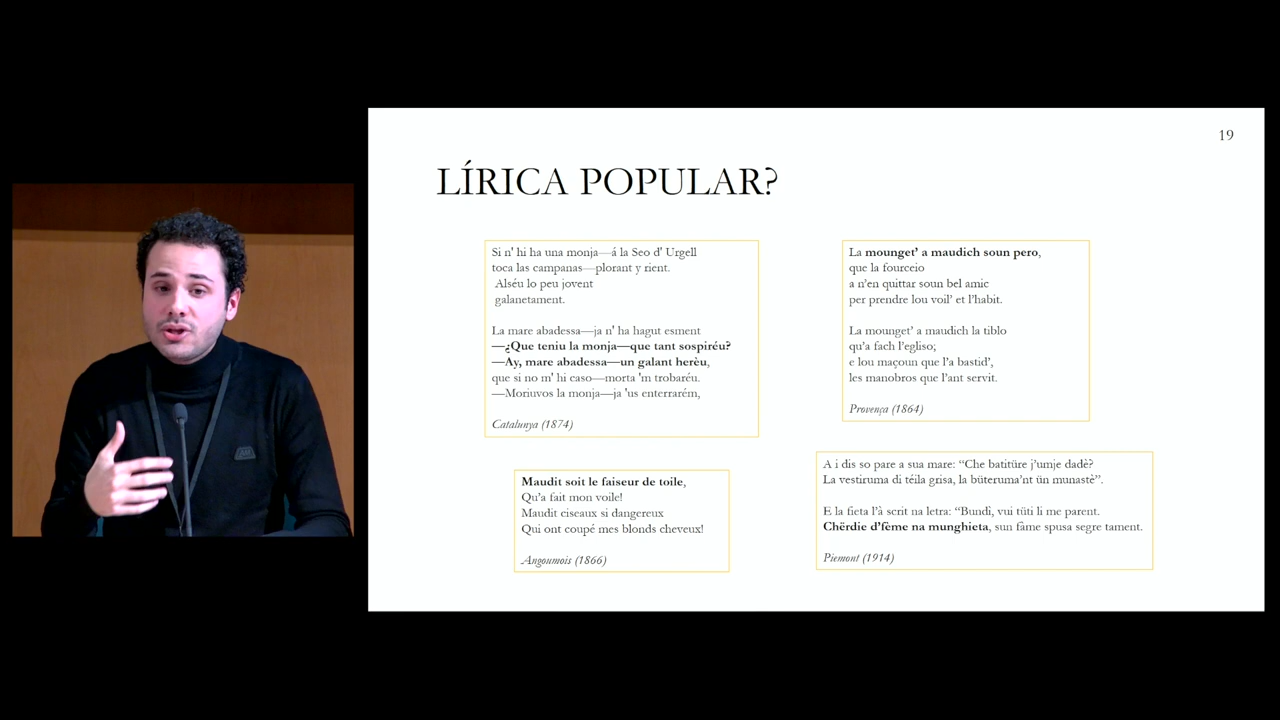 19
LÍRICA POPULAR?
Si n' hi ha una monja—á la Seo d' Urgell
toca las campanas—plorant y rient.
Alséu lo peu jovent
galanetament.
La mare abadessa—ja n' ha hagut esment
—¿Que teniu la monja—que tant sospiréu?
—Ay, mare abadessa—un galant herèu,
que si no m' hi caso—morta 'm trobaréu.
—Moriuvos la monja—ja 'us enterrarém,
Catalunya (1874)
La mounget' a maudich soun pero,
que la fourceio
a n'en quittar soun bel amic
per prendre lou voil' et l'habit.
La mounget' a maudich la tiblo
qu'a fach l'egliso;
e lou maçoun que l'a bastid',
les manobros que l'ant servit.
Provença (1864)
Maudit soit le faiseur de toile,
Qu'a fait mon voile!
Maudit ciseaux si dangereux
Qui ont coupé mes blonds cheveux!
Angoumois (1866)
A i dis so pare a sua mare: “Che batitüre j'umje dadè?
La vestiruma di téila grisa, la büteruma'nt ün munastè”.
E la fieta l'à scrit na letra: “Bundì, vui tüti li me parent.
Chërdie d'fème na munghieta, sun fâme spusa segre tament.
Piemont (1914)